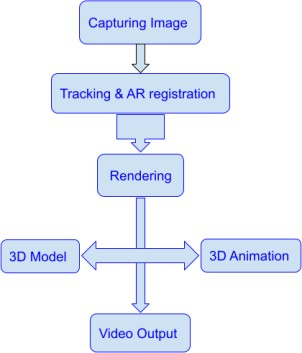 Capturing Image
Tracking & AR registration
Rendering
3D Model
3D Animation
Video Output